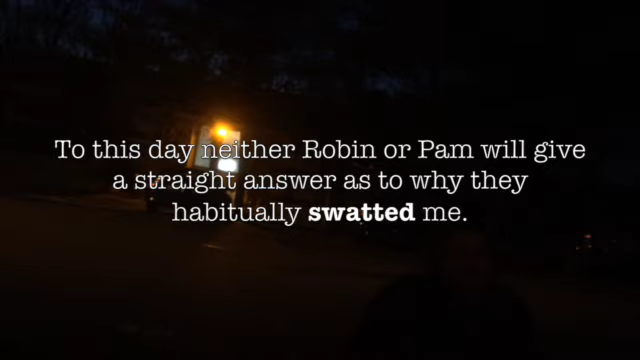 To this day neither Robin or Pam will give
a straight answer as to why they
habitually swatted me.